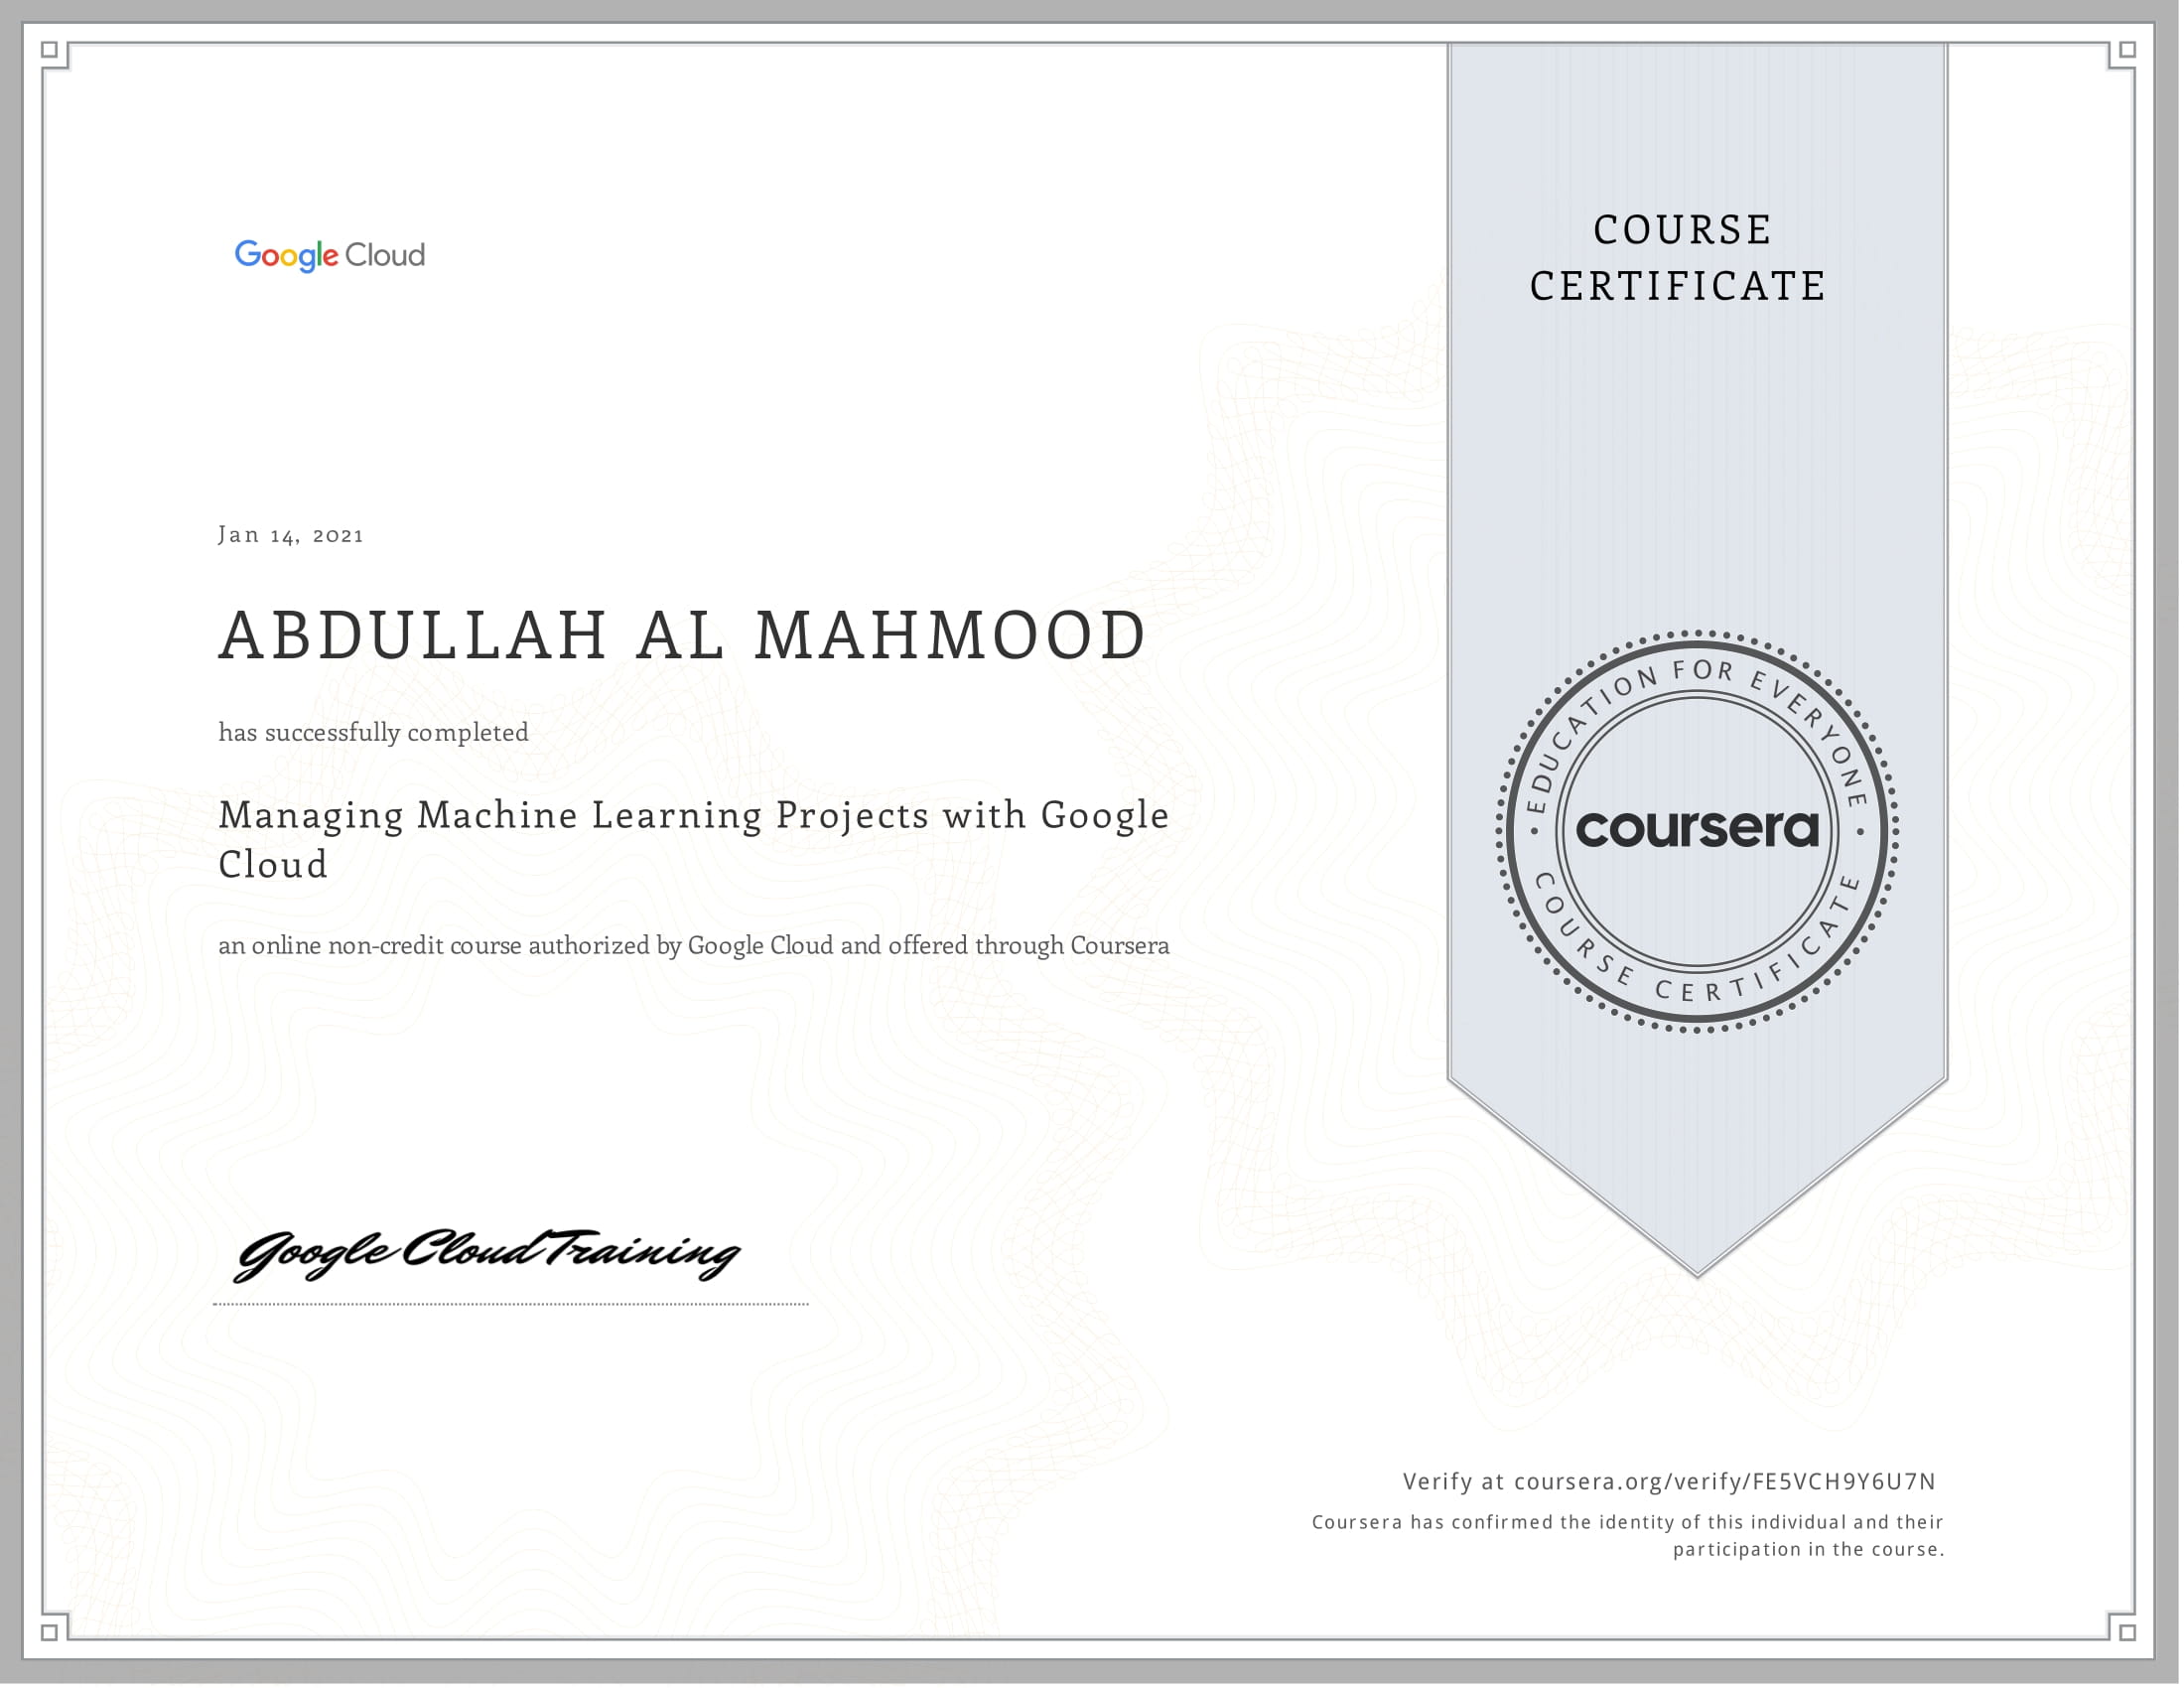 Google Cloud
COURSE
CERTIFICATE
Jan 14, 2021
ABDULLAH AL MAHMOOD
has successfully completed
Managing Machine Learning Projects with Google
Cloud
an online non-credit course authorized by Google Cloud and offered through Coursera
EDUCATION FOR EVERYONE
coursera
COURSE CERTIFICATE
Google Cloud Training
Verify at coursera.org/verify/FE5VCH9Y6U7N
Coursera has confirmed the identity of this individual and their
participation in the course.